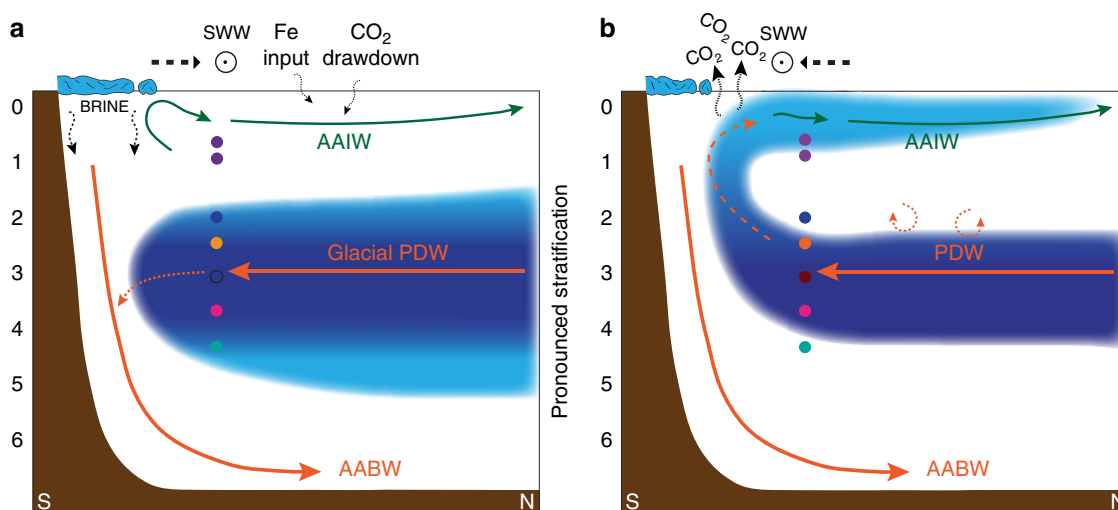 a
SWW
Fe
input
CO2
drawdown
BRINE
AAIW
0
1
2
3
4
5
6
Glacial PDW
AABW
S
N
Pronounced stratification
b
CO2
CO2
CO2
SWW
0
1
2
3
4
5
6
AAIW
PDW
AABW
S
N